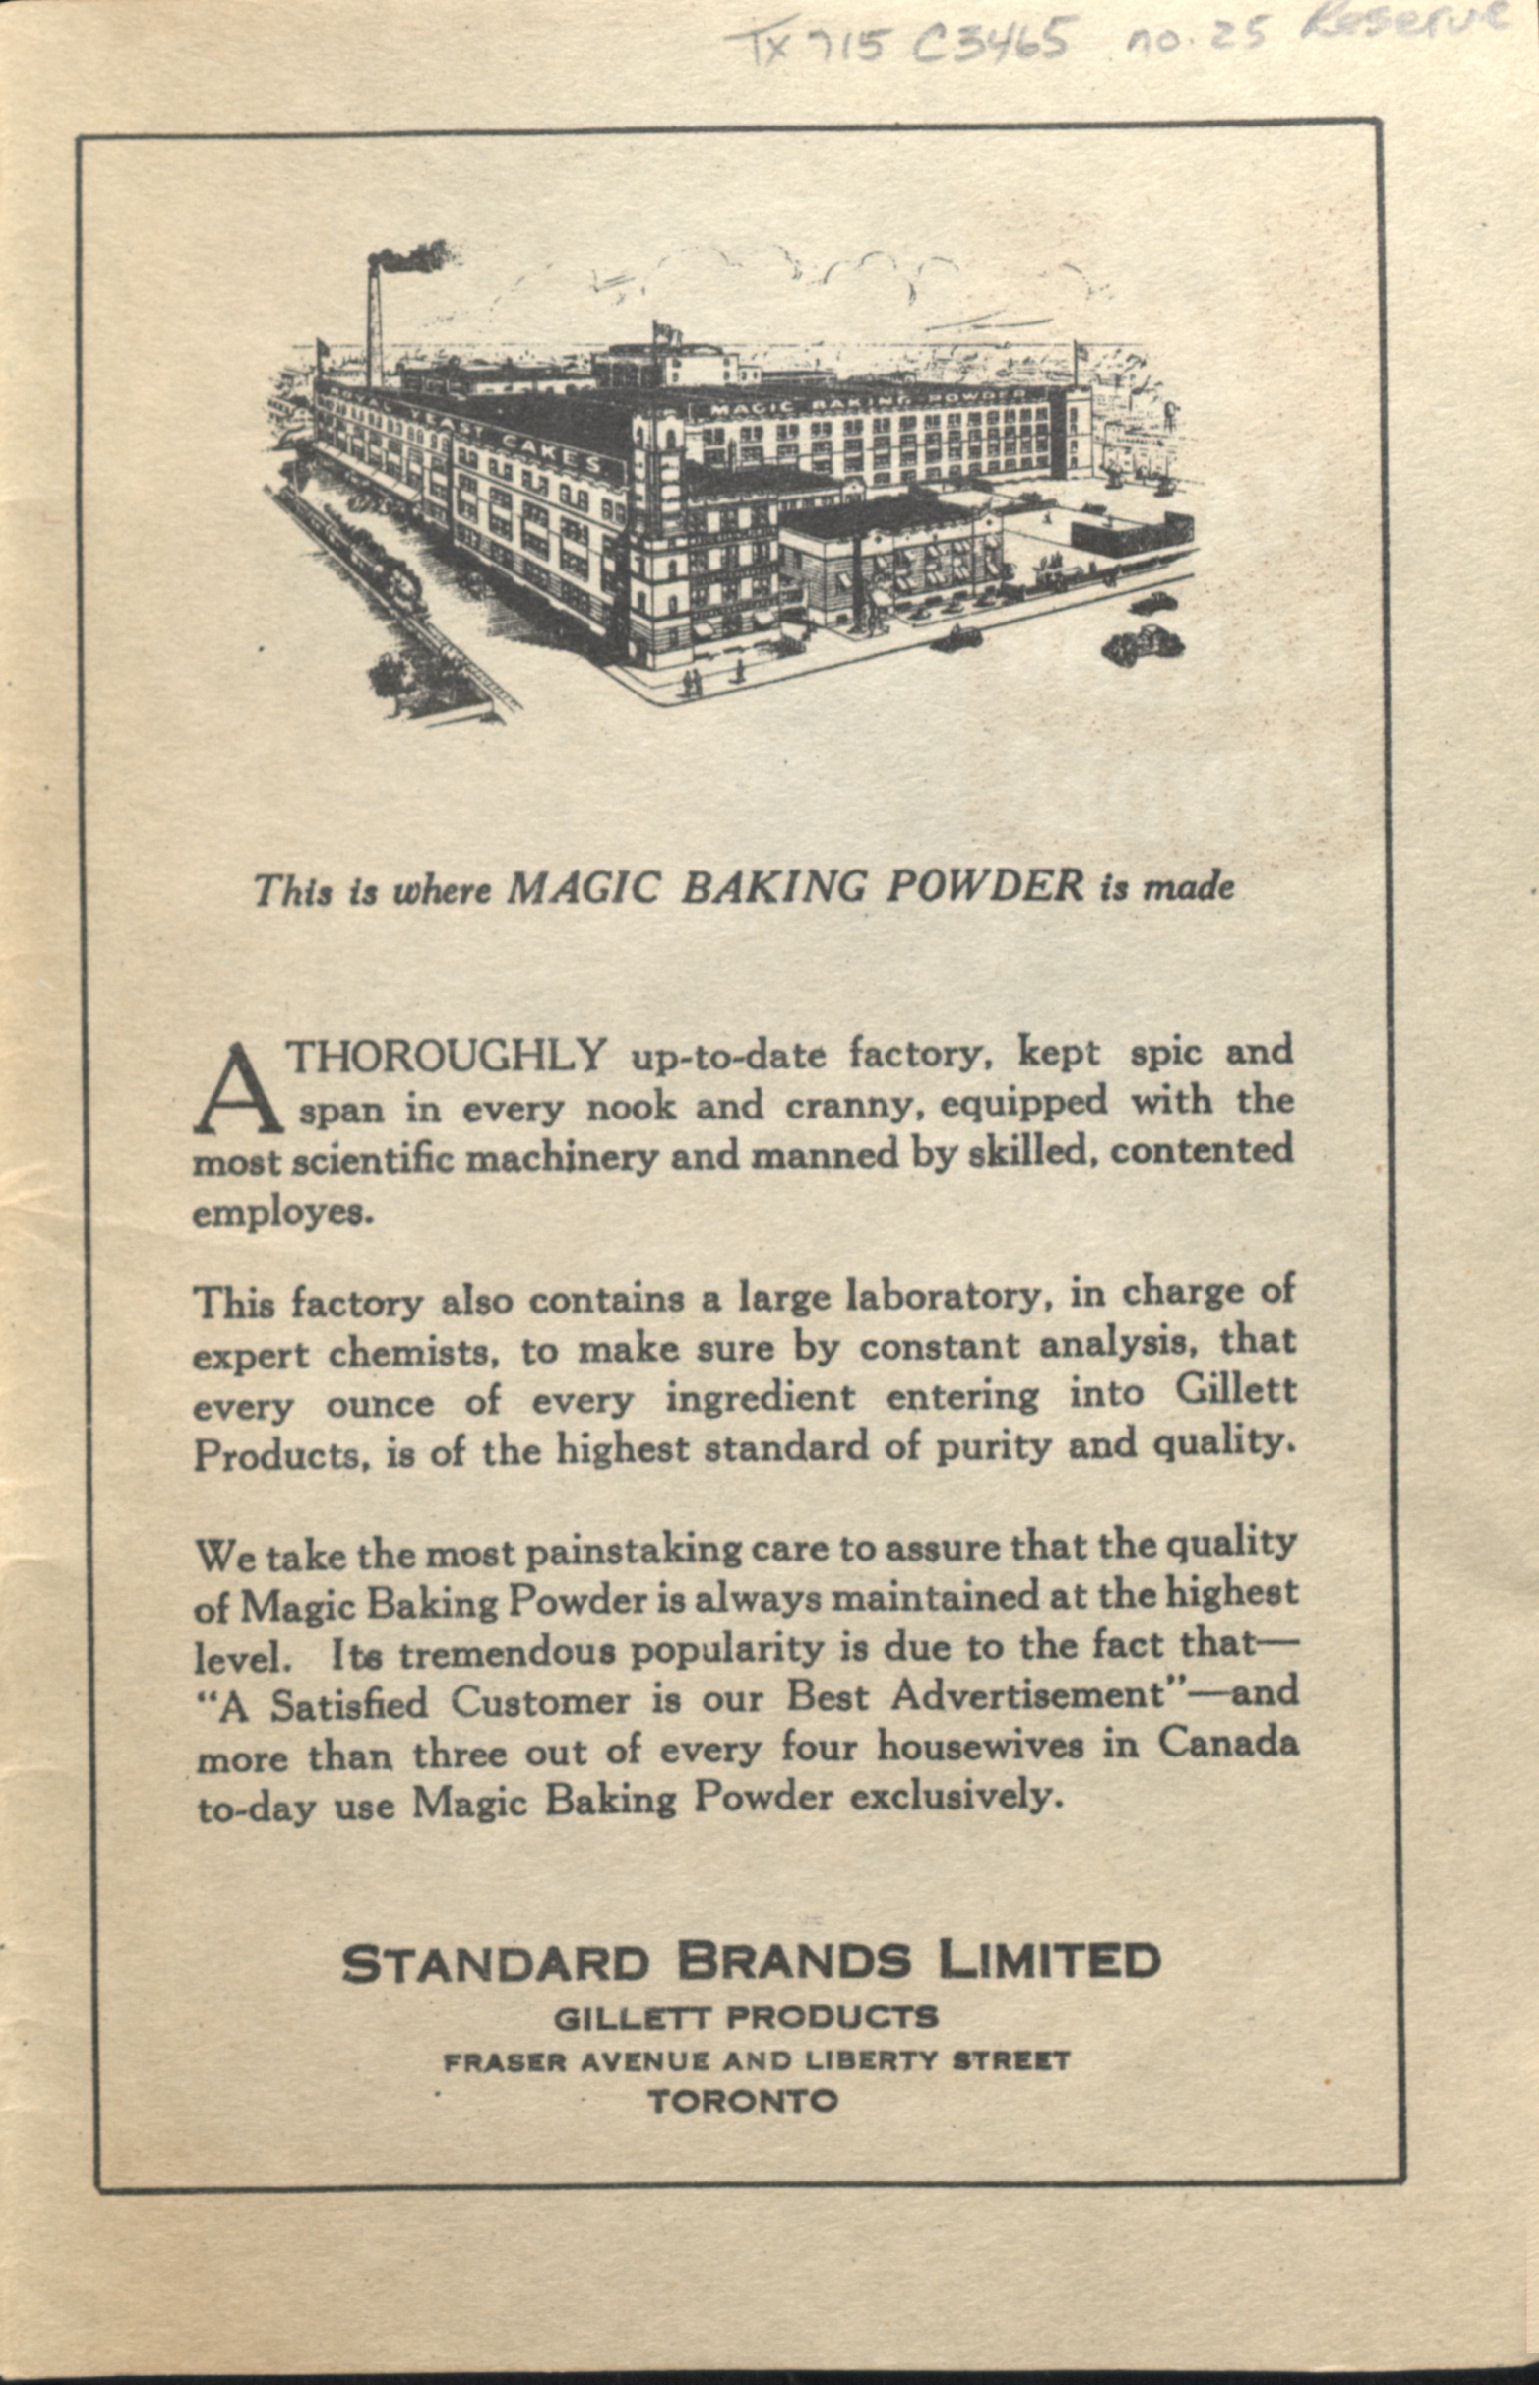 TX 715 C3465 no. 25 Reserve
ROYAL YEAST CAKES
MAGIC BAKING POWDER
This is where MAGIC BAKING POWDER is made
A THOROUGHLY up-to-date factory, kept spic and
span in every nook and cranny, equipped with the
most scientific machinery and manned by skilled, contented
employes.
This factory also contains a large laboratory, in charge of
expert chemists, to make sure by constant analysis, that
every ounce of every ingredient entering into Gillett
Products, is of the highest standard of purity and quality.
We take the most painstaking care to assure that the quality
of Magic Baking Powder is always maintained at the highest
level. Its tremendous popularity is due to the fact that—
“A Satisfied Customer is our Best Advertisement”—and
more than three out of every four housewives in Canada
to-day use Magic Baking Powder exclusively.
STANDARD BRANDS LIMITED
GILLETT PRODUCTS
FRASER AVENUE AND LIBERTY STREET
TORONTO